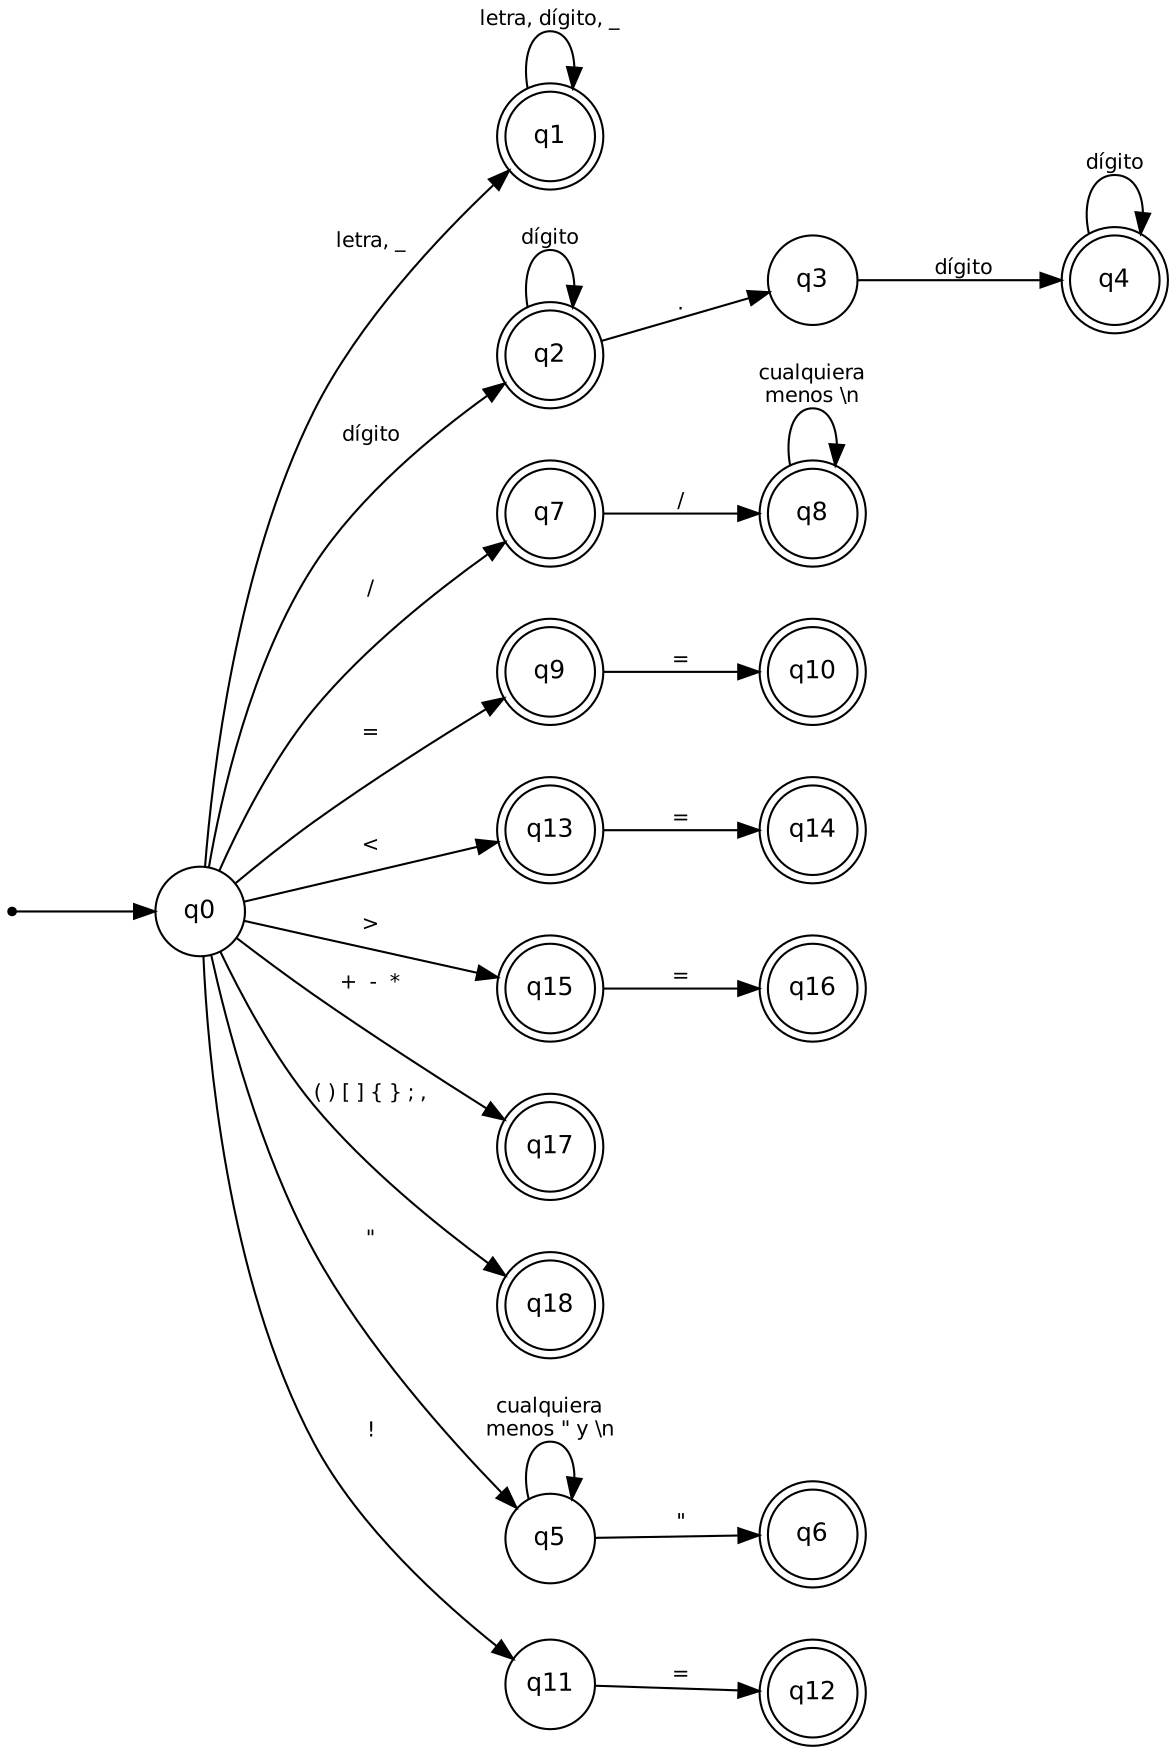 letra, dígito, _
q1
letra, _
dígito
q4
dígito
q2
.
q3
dígito
dígito
cualquiera
menos \n
q7
/
q8
/
q9
=
q10
=
q13
=
q14
<
q0
>
q15
=
q16
+ - *
q17
( ) [ ] { } ; ,
q18
"
cualquiera
menos " y \n
q5
"
q6
!
q11
=
q12